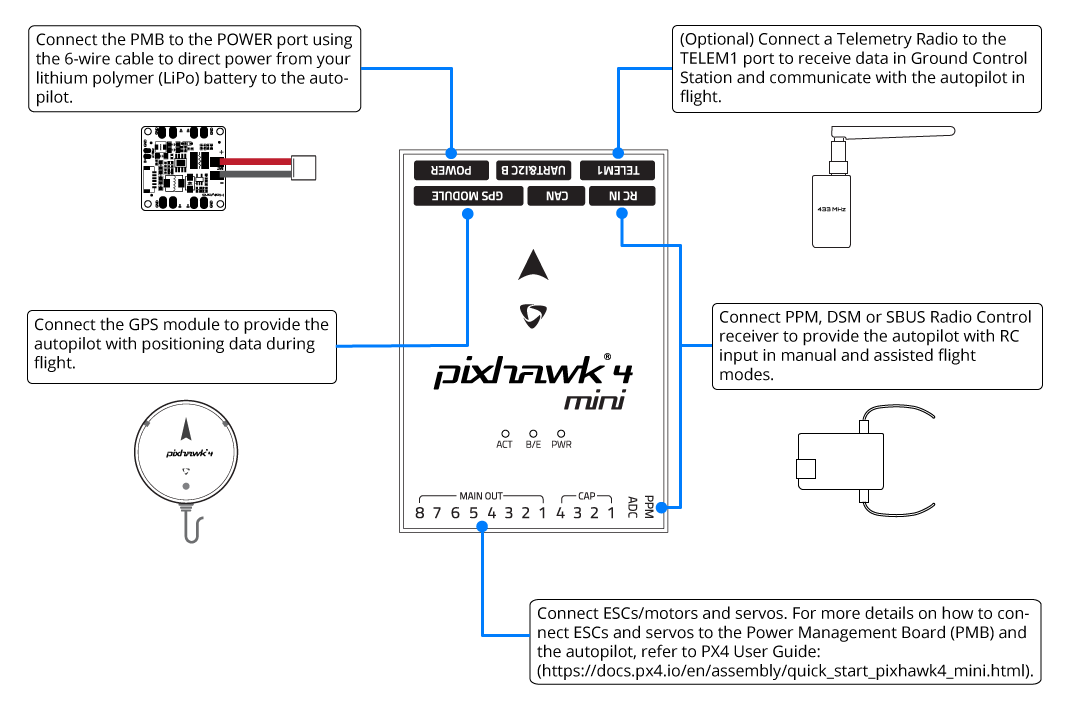 Connect the PMB to the POWER port using
the 6-wire cable to direct power from your
lithium polymer (LiPo) battery to the auto-
pilot.
(Optional) Connect a Telemetry Radio to the
TELEM1 port to receive data in Ground Control
Station and communicate with the autopilot in
flight.
POWER
UART&I2C B
TELEM1
GPS MODULE
CAN
RC IN
433 MHz
Connect the GPS module to provide the
autopilot with positioning data during
flight.
Connect PPM, DSM or SBUS Radio Control
receiver to provide the autopilot with RC
input in manual and assisted flight
modes.
pixhawk® 4
mini
pixhawk 4
ACT B/E PWR
MAIN OUT
CAP
8 7 6 5 4 3 2 1
4 3 2 1
ADC
PPM
Connect ESCs/motors and servos. For more details on how to con-
nect ESCs and servos to the Power Management Board (PMB) and
the autopilot, refer to PX4 User Guide:
(https://docs.px4.io/en/assembly/quick_start_pixhawk4_mini.html).